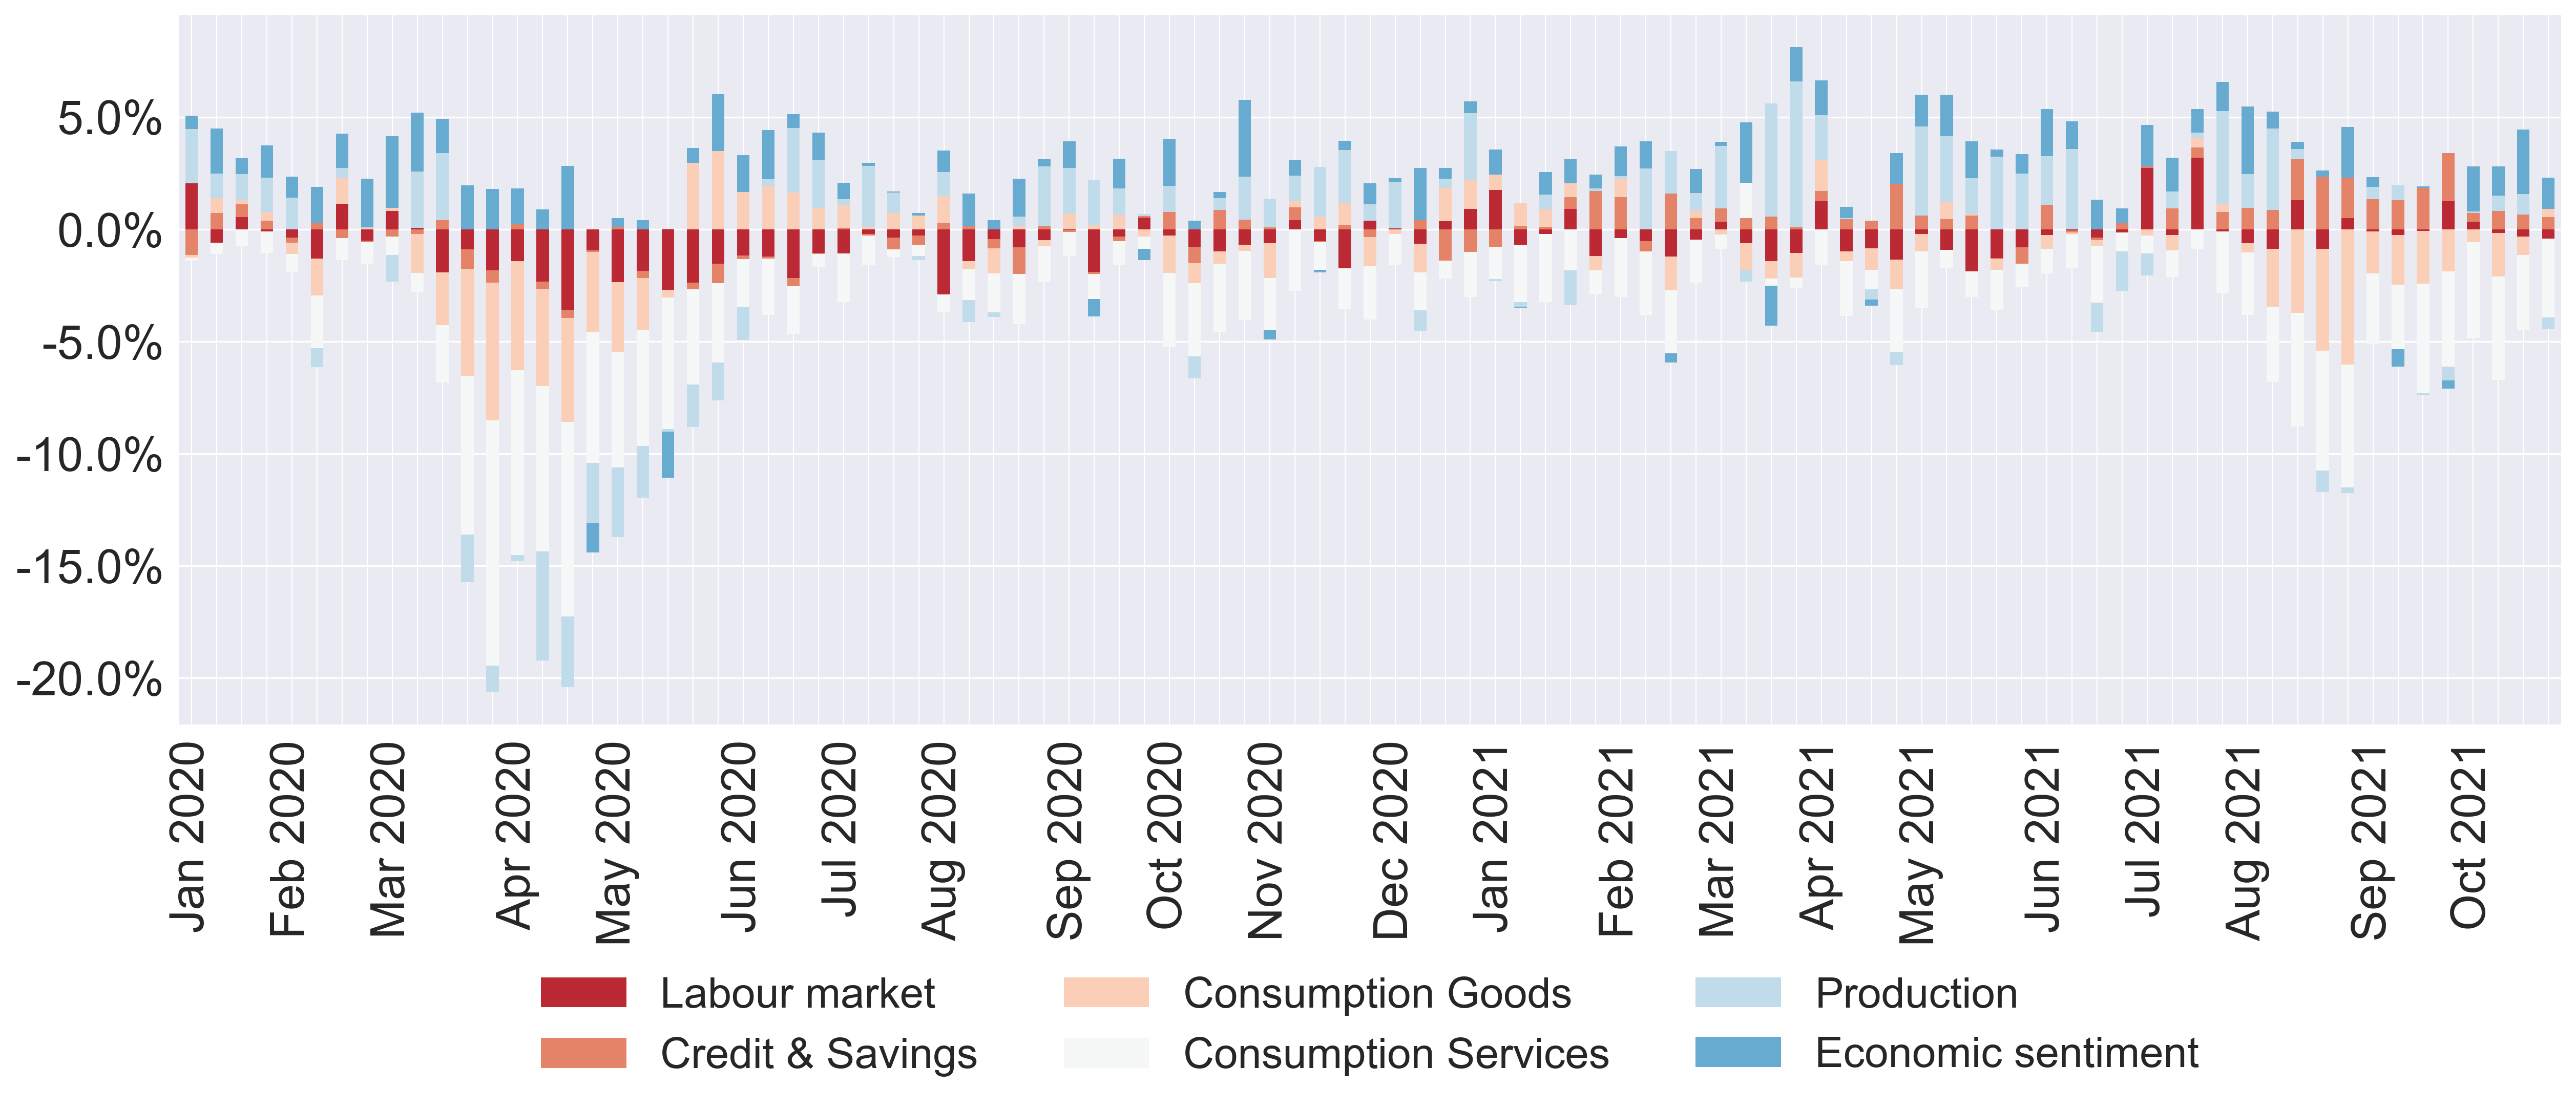 5.0%
0.0%
-5.0%
-10.0%
-15.0%
-20.0%
Jan 2020
Feb 2020
Mar 2020
Apr 2020
May 2020
Jun 2020
Jul 2020
Aug 2020
Sep 2020
Oct 2020
Nov 2020
Dec 2020
Jan 2021
Feb 2021
Mar 2021
Apr 2021
May 2021
Jun 2021
Jul 2021
Aug 2021
Sep 2021
Oct 2021
Labour market
Consumption Goods
Production
Credit & Savings
Consumption Services
Economic sentiment